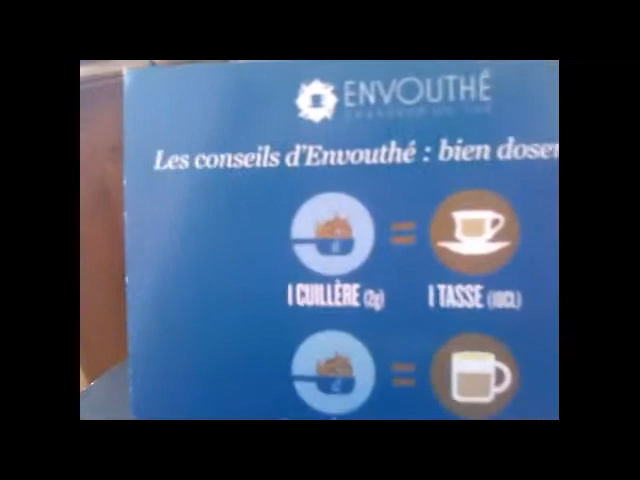 ENVOUTHÉ
Les conseils d'Envouthé : bien doser
=
1 CUILLÈRE (2g) 1 TASSE (10CL)
=